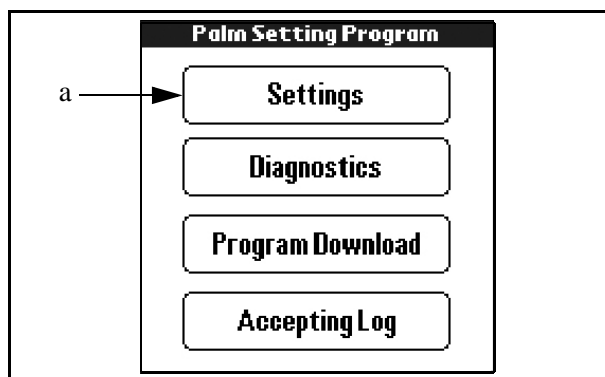 Palm Setting Program
a
Settings
Diagnostics
Program Download
Accepting Log